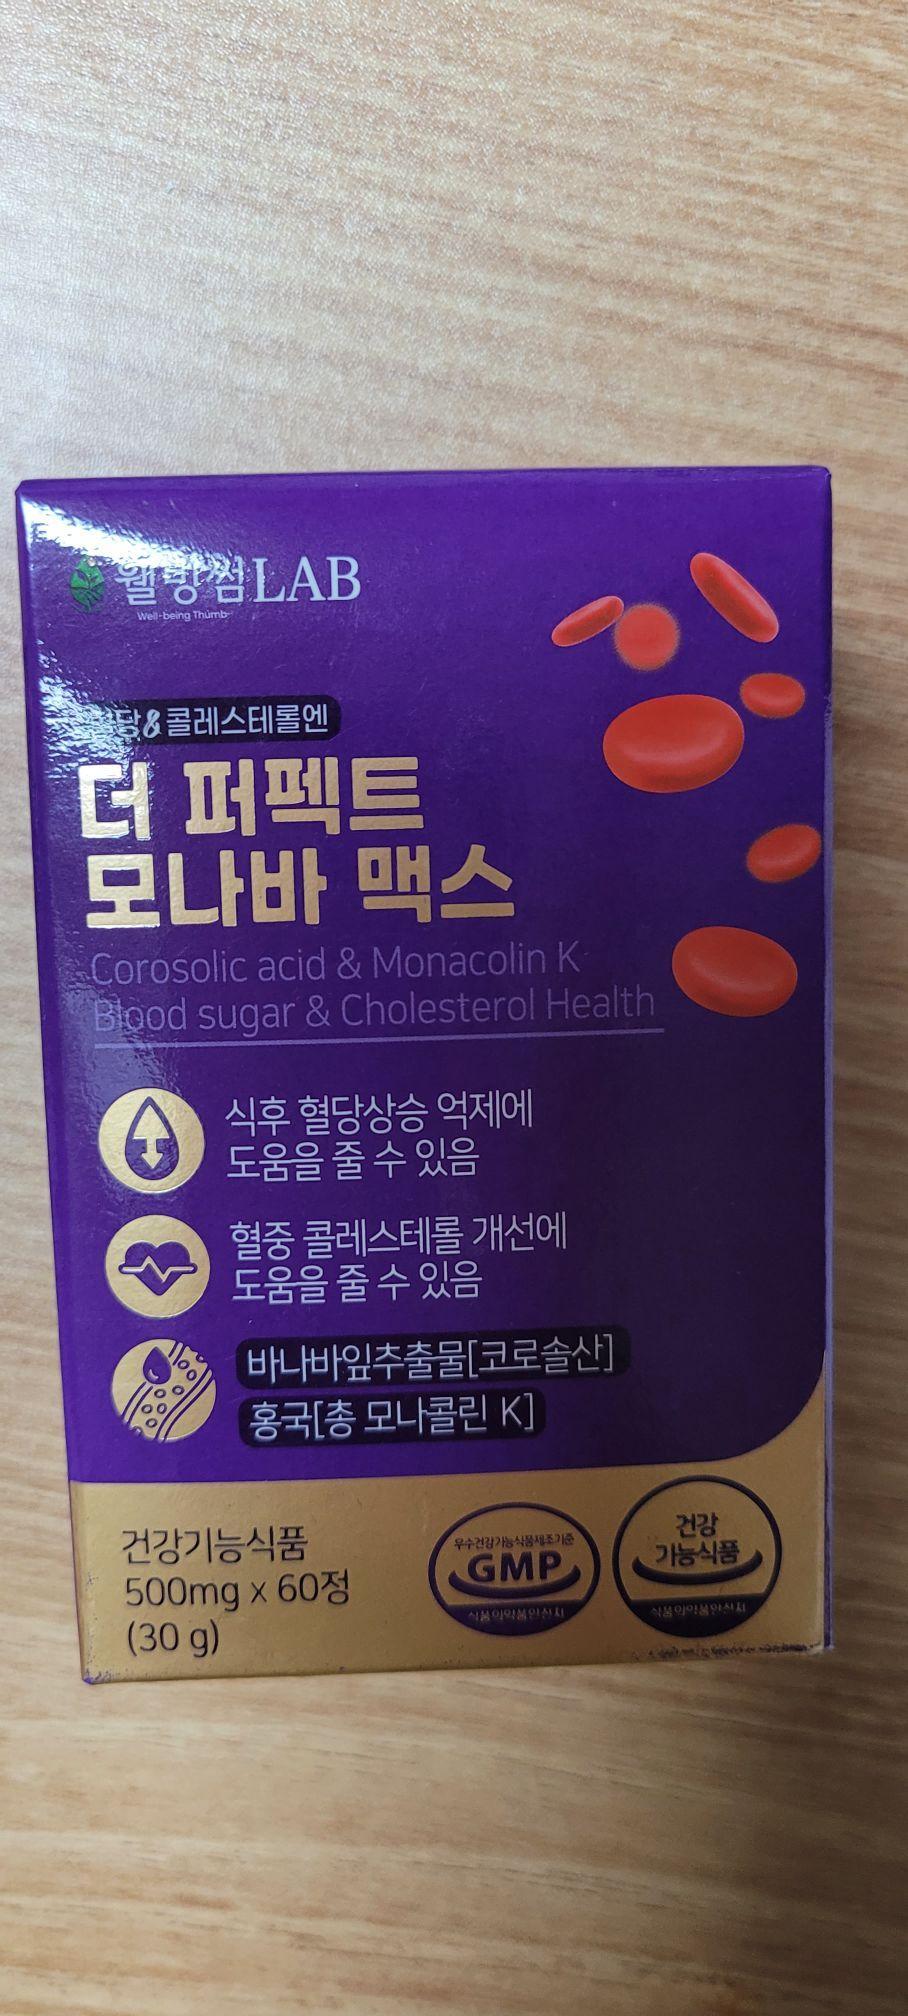 웰빙썸LAB
Well-being Thumb
혈당&콜레스테롤엔
더 퍼펙트
모나바 맥스
Corosolic acid & Monacolin K
Blood sugar & Cholesterol Health
식후 혈당상승 억제에
도움을 줄 수 있음
혈중 콜레스테롤 개선에
도움을 줄 수 있음
바나바잎추출물[코로솔산]
홍국[총 모나콜린 K]
건강기능식품
500mg x 60정
(30 g)
우수건강기능식품제조기준
GMP
식품의약품안전처
건강
기능식품
식품의약품안전처